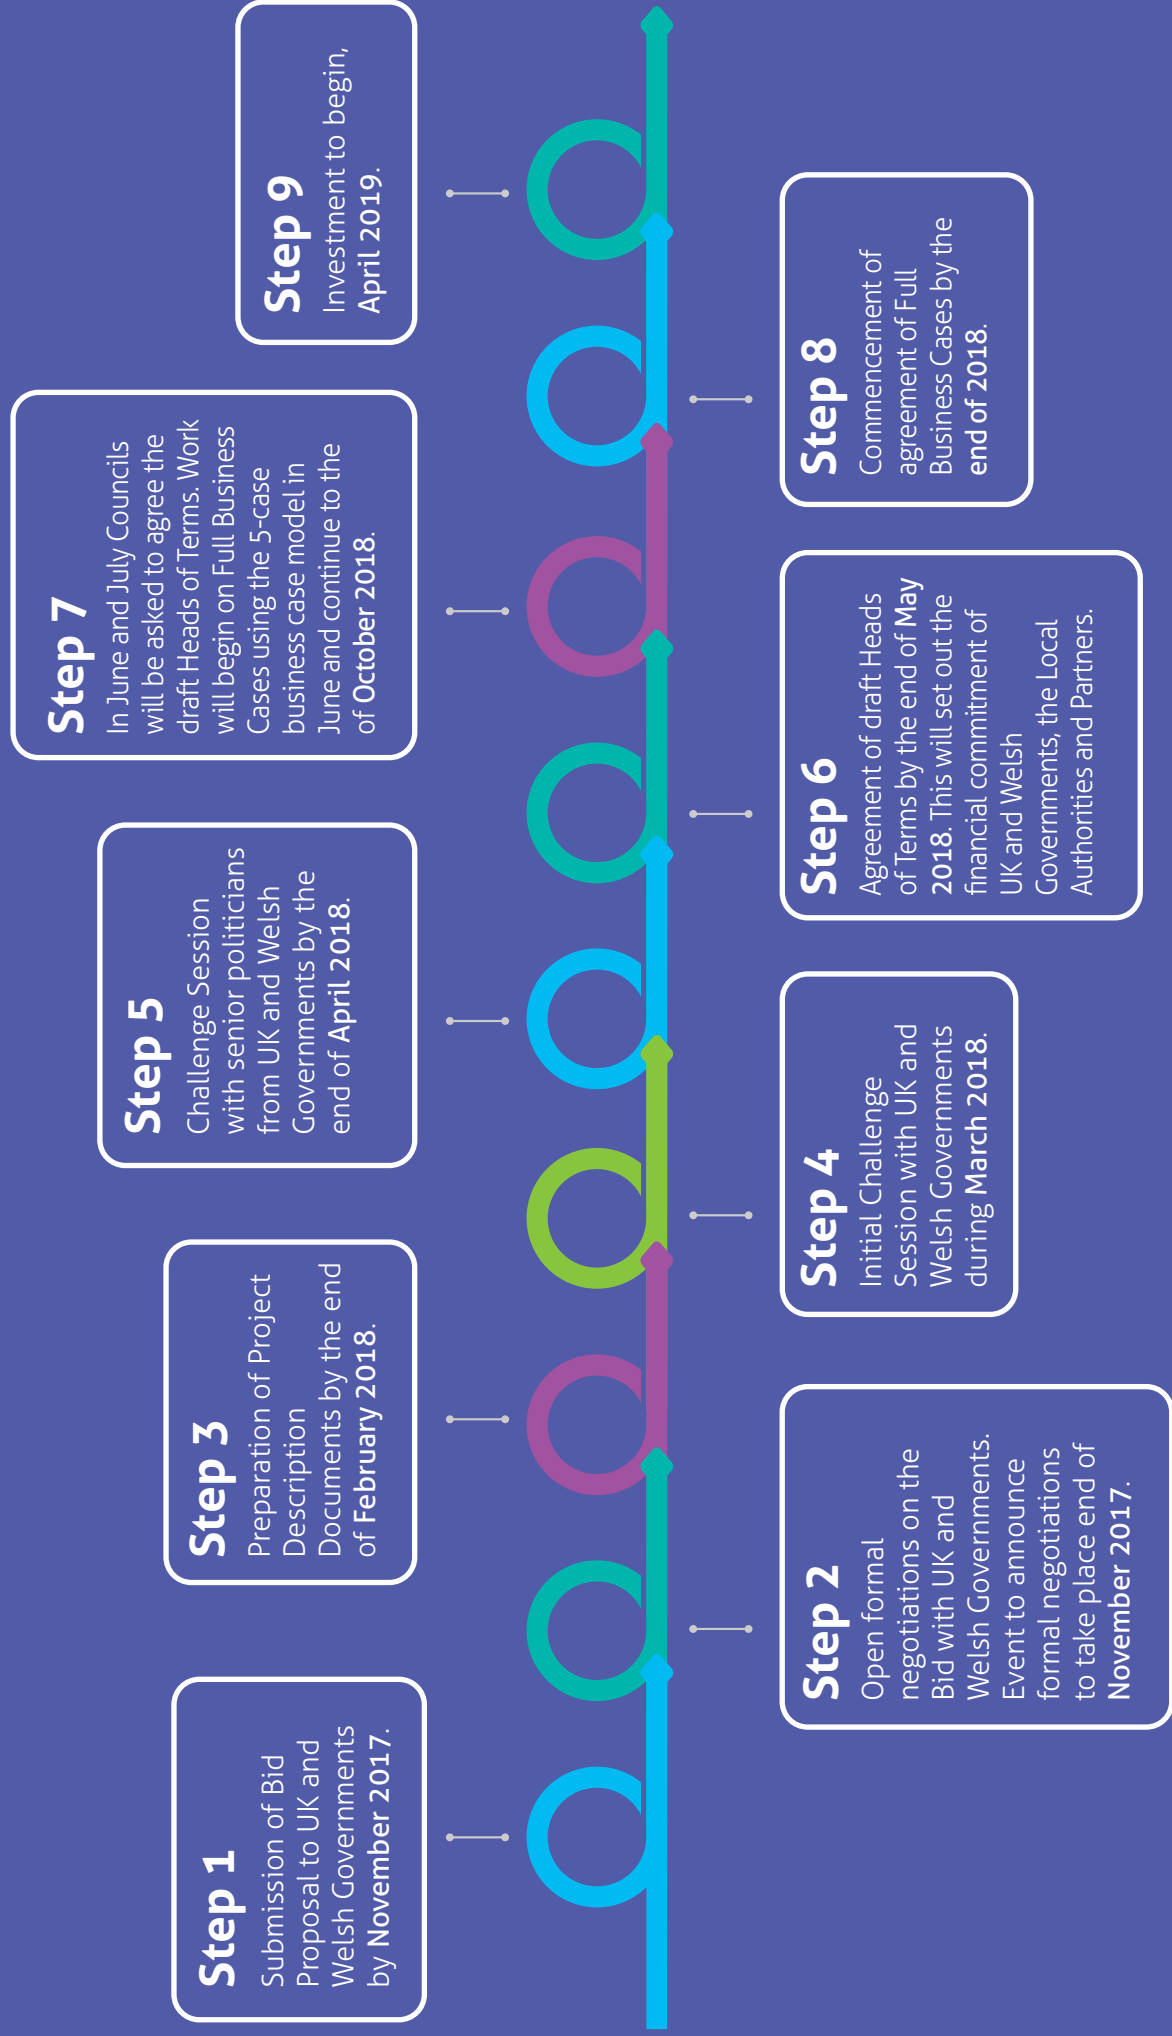 Step 1
Submission of Bid
Proposal to UK and
Welsh Governments
by November 2017.
Step 2
Open formal
negotiations on the
Bid with UK and
Welsh Governments.
Event to announce
formal negotiations
to take place end of
November 2017.
Step 3
Preparation of Project
Description
Documents by the end
of February 2018.
Step 4
Initial Challenge
Session with UK and
Welsh Governments
during March 2018.
Step 5
Challenge Session
with senior politicians
from UK and Welsh
Governments by the
end of April 2018.
Step 6
Agreement of draft Heads
of Terms by the end of May
2018. This will set out the
financial commitment of
UK and Welsh
Governments, the Local
Authorities and Partners.
Step 7
In June and July Councils
will be asked to agree the
draft Heads of Terms. Work
will begin on Full Business
Cases using the 5-case
business case model in
June and continue to the
of October 2018.
Step 8
Commencement of
agreement of Full
Business Cases by the
end of 2018.
Step 9
Investment to begin,
April 2019.